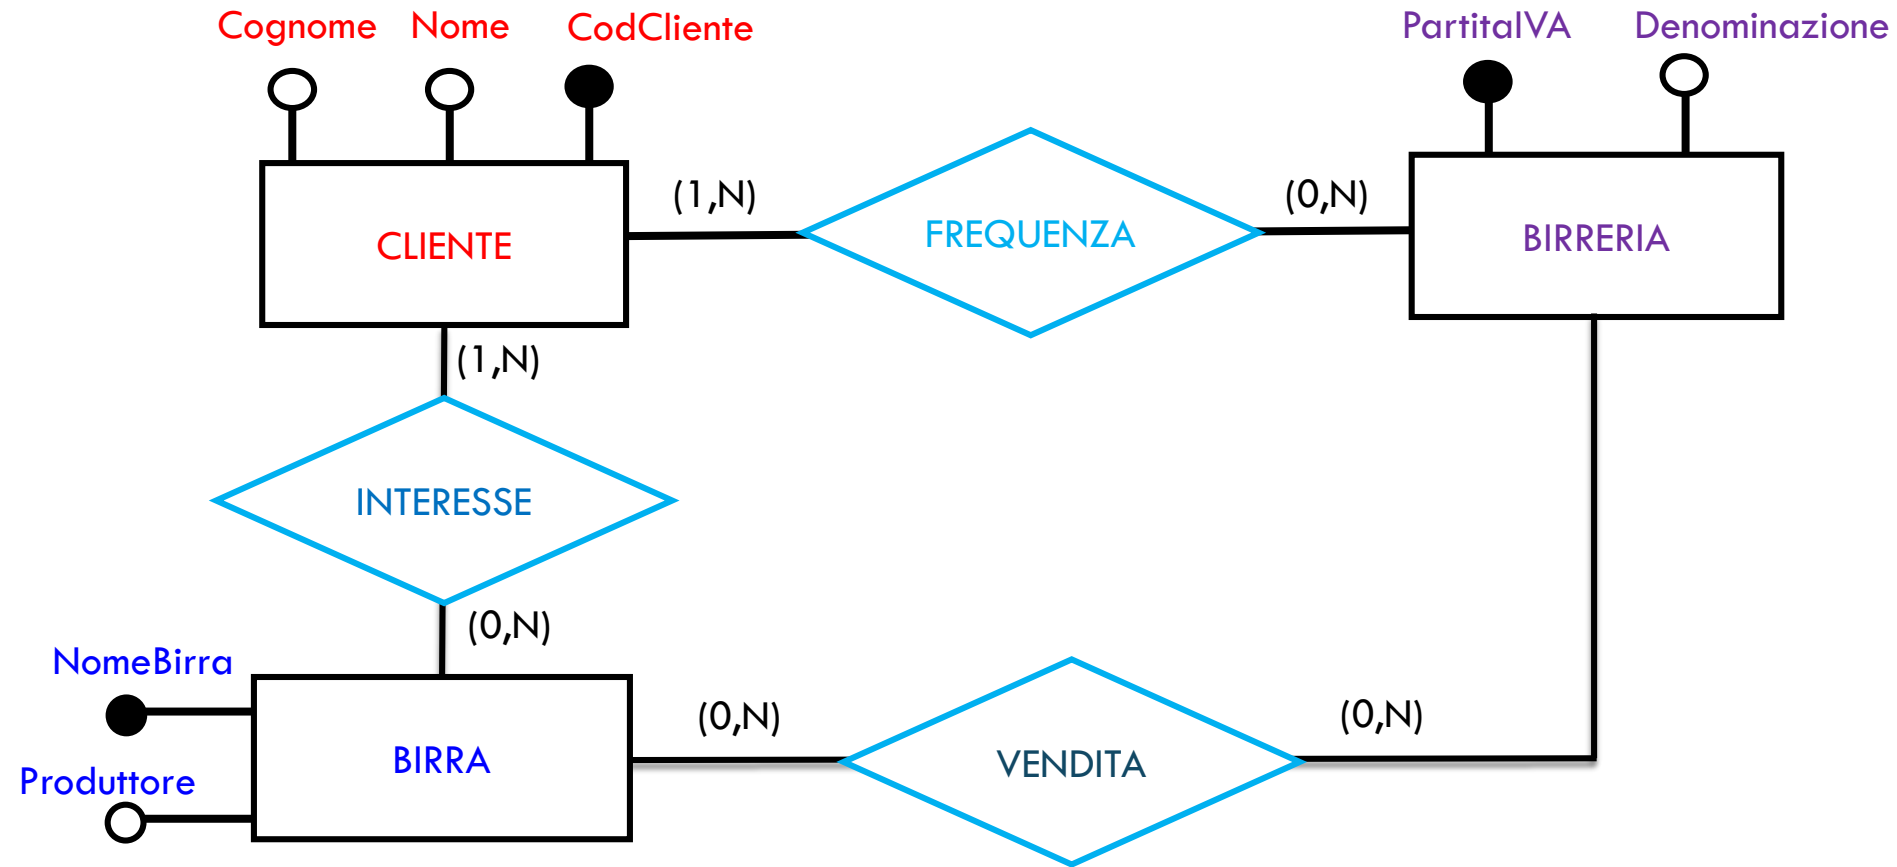 Cognome Nome CodCliente PartitaIVA Denominazione
(1,N) (0,N)
CLIENTE FREQUENZA BIRRERIA
(1,N)
INTERESSE
(0,N)
NomeBirra
(0,N) (0,N)
BIRRA VENDITA
Produttore